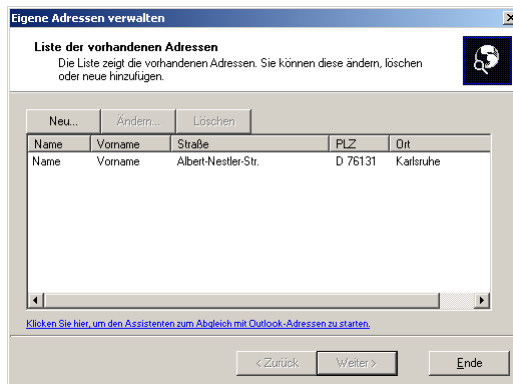 Eigene Adressen verwalten
Liste der vorhandenen Adressen
Die Liste zeigt die vorhandenen Adressen. Sie können diese ändern, löschen
oder neue hinzufügen.
Neu... Ändern... Löschen
Name Vorname Straße PLZ Ort
Name Vorname Albert-Nestler-Str. D 76131 Karlsruhe
Klicken Sie hier, um den Assistenten zum Abgleich mit Outlook-Adressen zu starten.
< Zurück Weiter > Ende